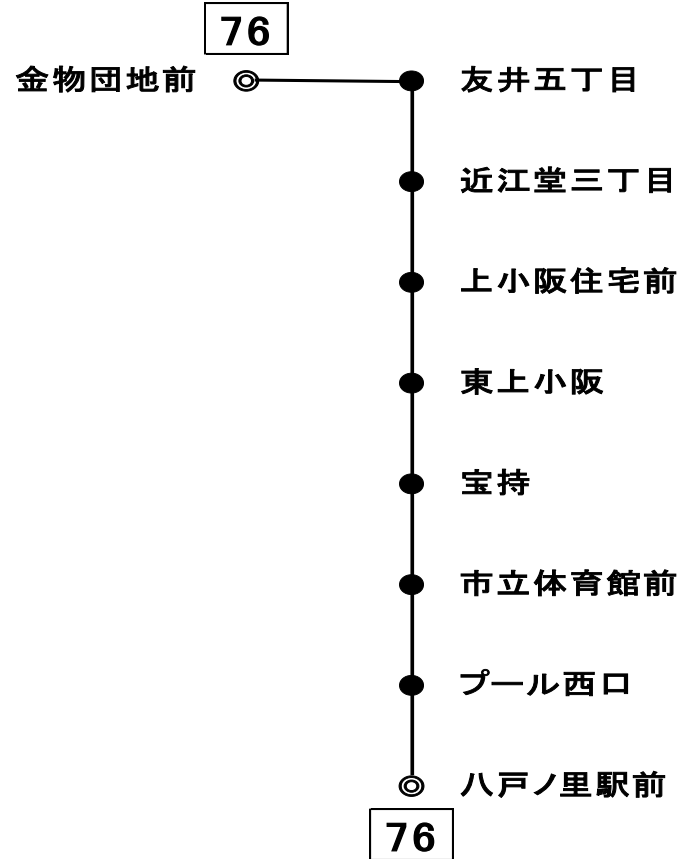 76
金物団地前
友井五丁目
近江堂三丁目
上小阪住宅前
東上小阪
宝持
市立体育館前
プール西口
八戸ノ里駅前
76